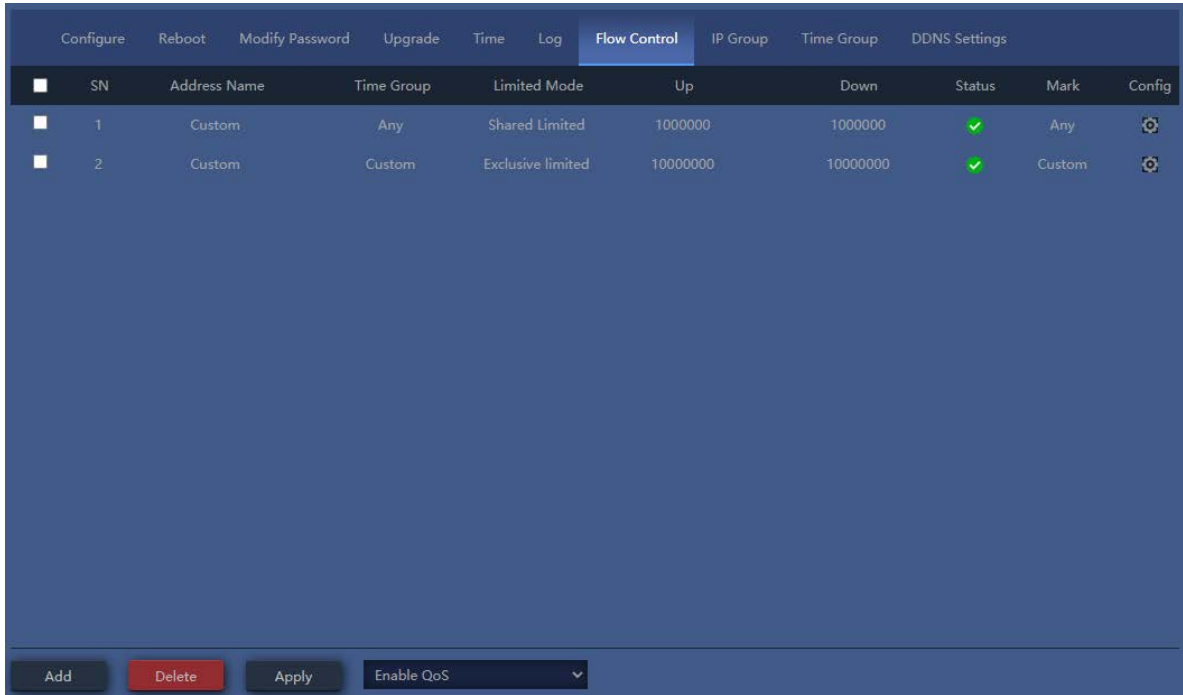 Configure Reboot Modify Password Upgrade Time Log Flow Control IP Group Time Group DDNS Settings
SN Address Name Time Group Limited Mode Up Down Status Mark Config
1 Custom Any Shared Limited 1000000 1000000 Any
2 Custom Custom Exclusive limited 10000000 10000000 Custom
Add Delete Apply Enable QoS